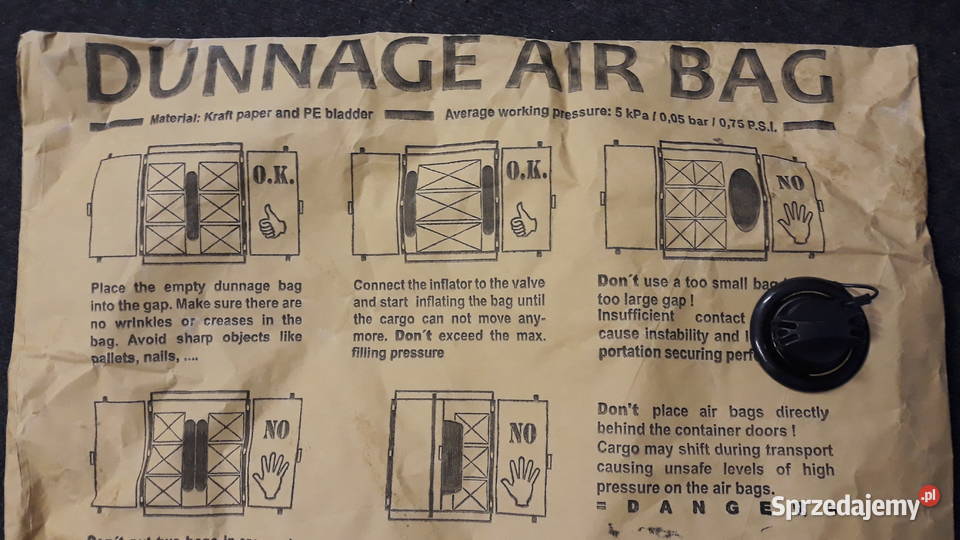 DUNNAGE AIR BAG
Material: Kraft paper and PE bladder
Average working pressure: 5 kPa / 0,05 bar / 0,75 P.S.I.
O.K.
O.K.
NO
Place the empty dunnage bag
into the gap. Make sure there are
no wrinkles or creases in the
bag. Avoid sharp objects like
pallets, nails, ....
Connect the inflator to the valve
and start inflating the bag until
the cargo can not move any-
more. Don´t exceed the max.
filling pressure
Don´t use a too small bag
too large gap !
Insufficient contact
cause instability and
portation securing
NO
NO
Don't place air bags directly
behind the container doors !
Cargo may shift during transport
causing unsafe levels of high
pressure on the air bags.
= D A N G E
Don´t put two bags in
Sprzedajemy.pl